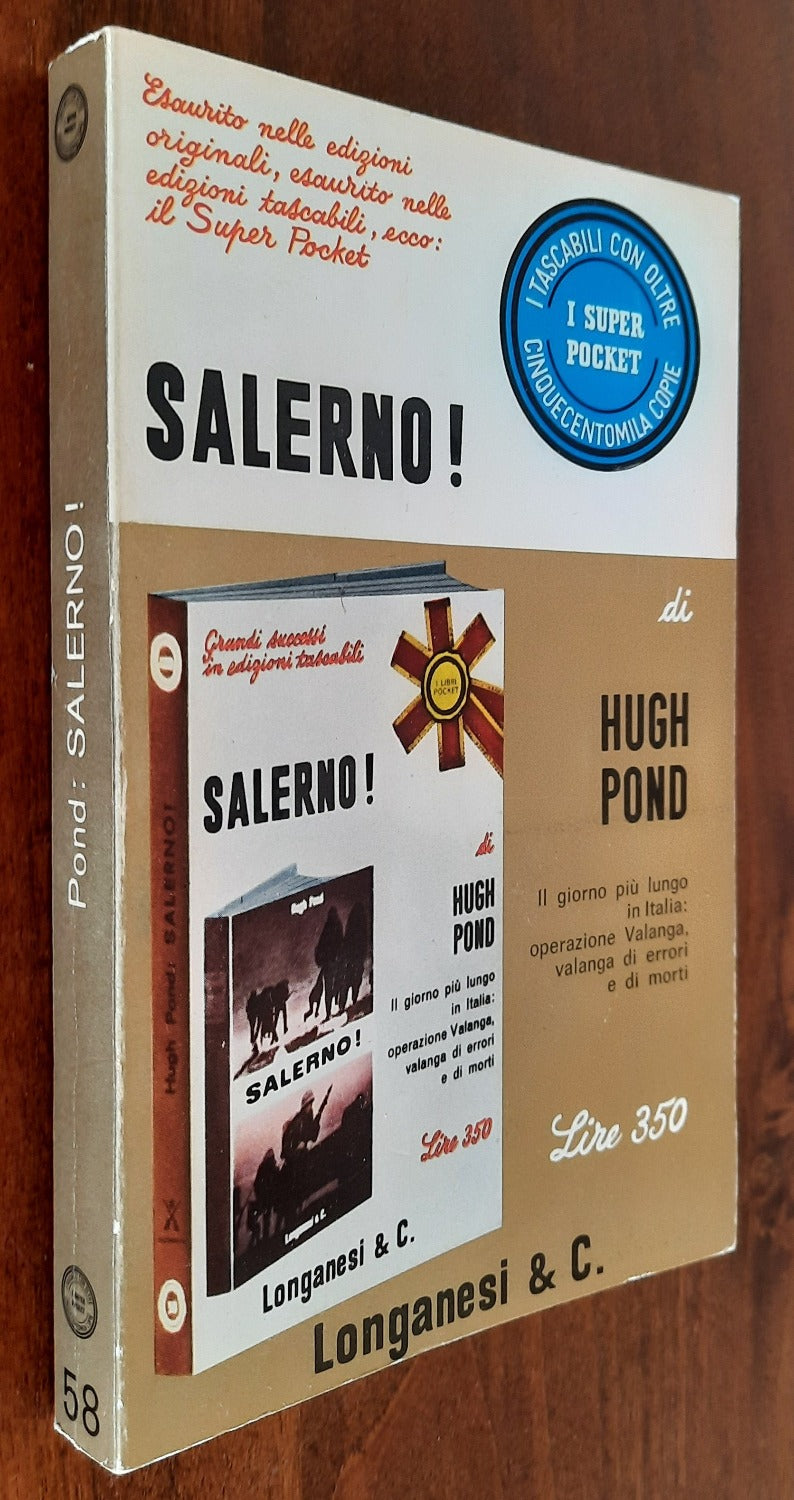 Esaurito nelle edizioni
originali, esaurito nelle
edizioni tascabili, ecco:
il Super Pocket
I TASCABILI CON OLTRE
CINQUECENTOMILA COPIE
I SUPER
POCKET
SALERNO!
di
HUGH
POND
Il giorno più lungo
in Italia:
operazione Valanga,
valanga di errori
e di morti
Lire 350
Grandi successi
in edizioni tascabili
I LIBRI
POCKET
SALERNO!
di
HUGH
POND
Il giorno più lungo
in Italia:
operazione Valanga,
valanga di errori
e di morti
Lire 350
Hugh Pond
SALERNO!
Longanesi & C.
Longanesi & C.
Hugh Pond: SALERNO!
Longanesi & C.
Pond: SALERNO!
58